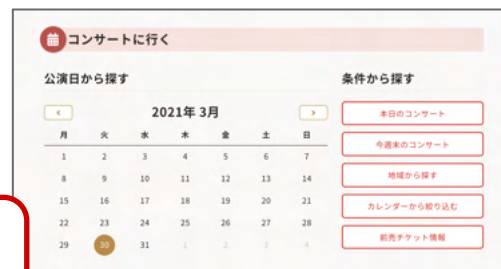 コンサートに行く
公演日から探す
< 2021年 3月 >
月 火 水 木 金 土 日
1 2 3 4 5 6 7
8 9 10 11 12 13 14
15 16 17 18 19 20 21
22 23 24 25 26 27 28
29 30 31 1 2 3 4
条件から探す
本日のコンサート
今週末のコンサート
地域から探す
カレンダーから絞り込む
前売チケット情報